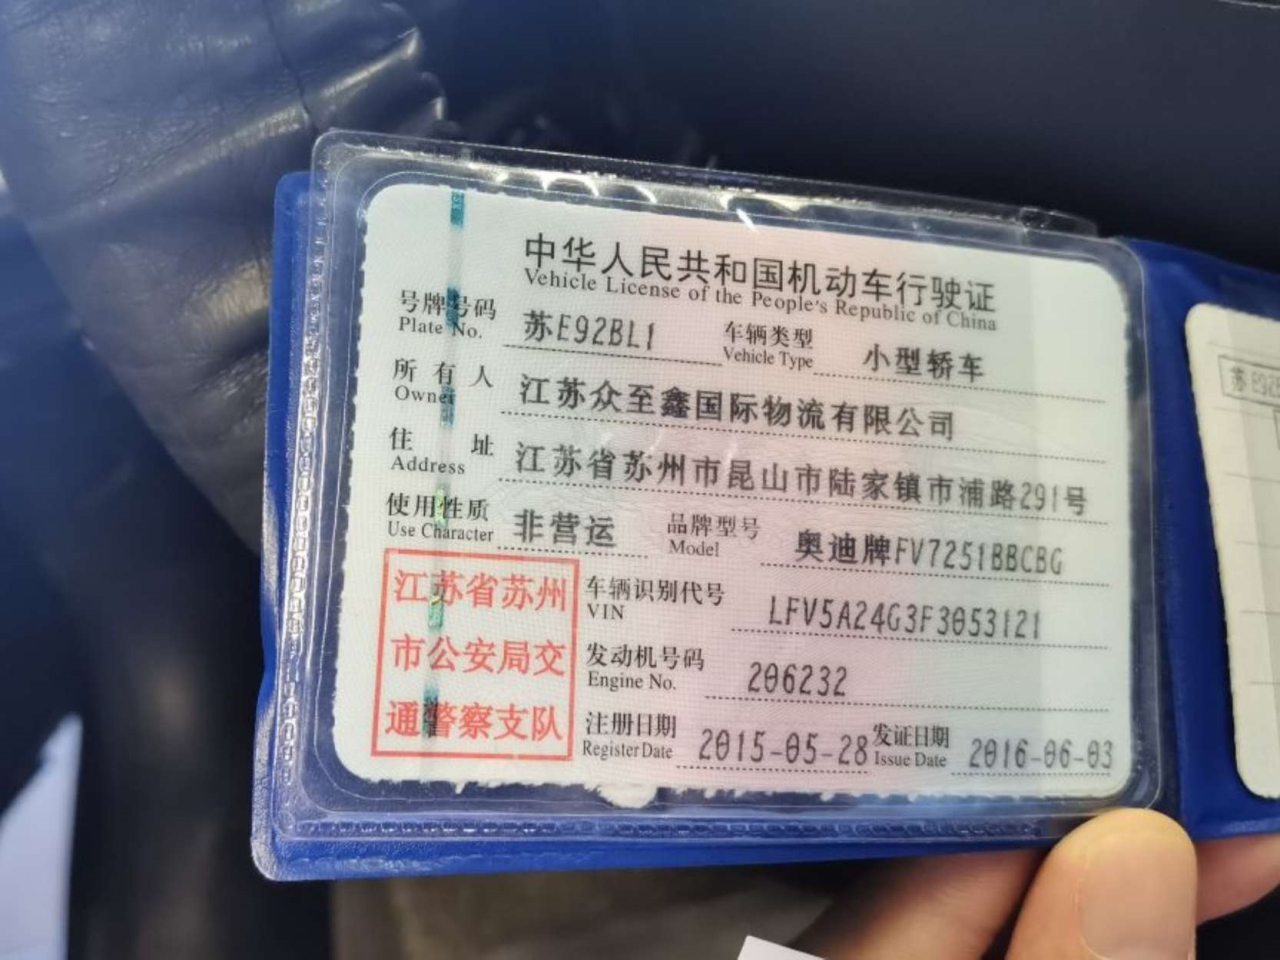 中华人民共和国机动车行驶证
Vehicle License of the People's Republic of China
号牌号码 苏E92BL1 车辆类型 小型轿车
Plate No. Vehicle Type
所有人 江苏众至鑫国际物流有限公司
Owner
住址 江苏省苏州市昆山市陆家镇市浦路291号
Address
使用性质 非营运 品牌型号 奥迪牌FV7251BBCBG
Use Character Model
江苏省苏州
市公安局交
通警察支队
车辆识别代号 LFV5A24G3F3053121
VIN
发动机号码 206232
Engine No.
注册日期 2015-05-28 发证日期 2016-06-03
Register Date Issue Date